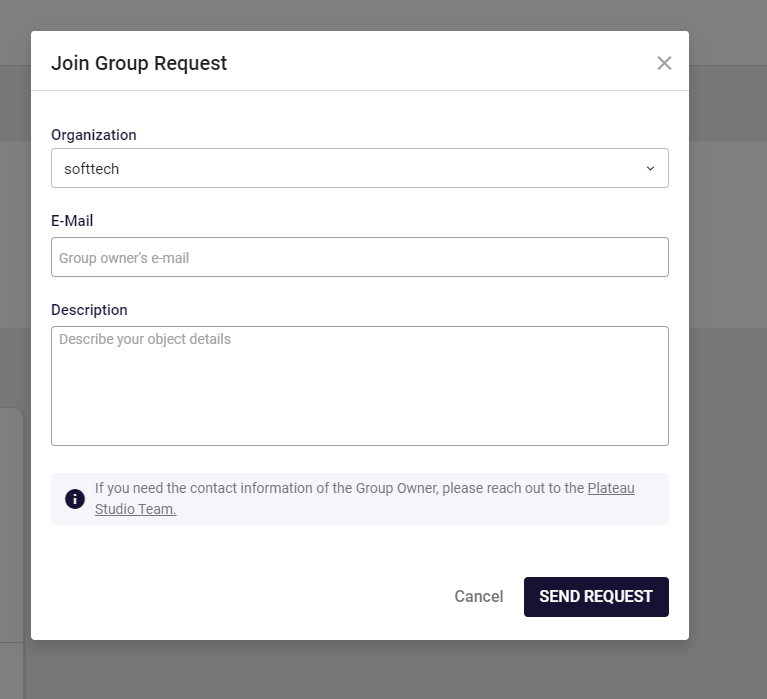 Join Group Request
Organization
softtech
E-Mail
Group owner's e-mail
Description
Describe your object details
If you need the contact information of the Group Owner, please reach out to the Plateau
Studio Team.
Cancel
SEND REQUEST